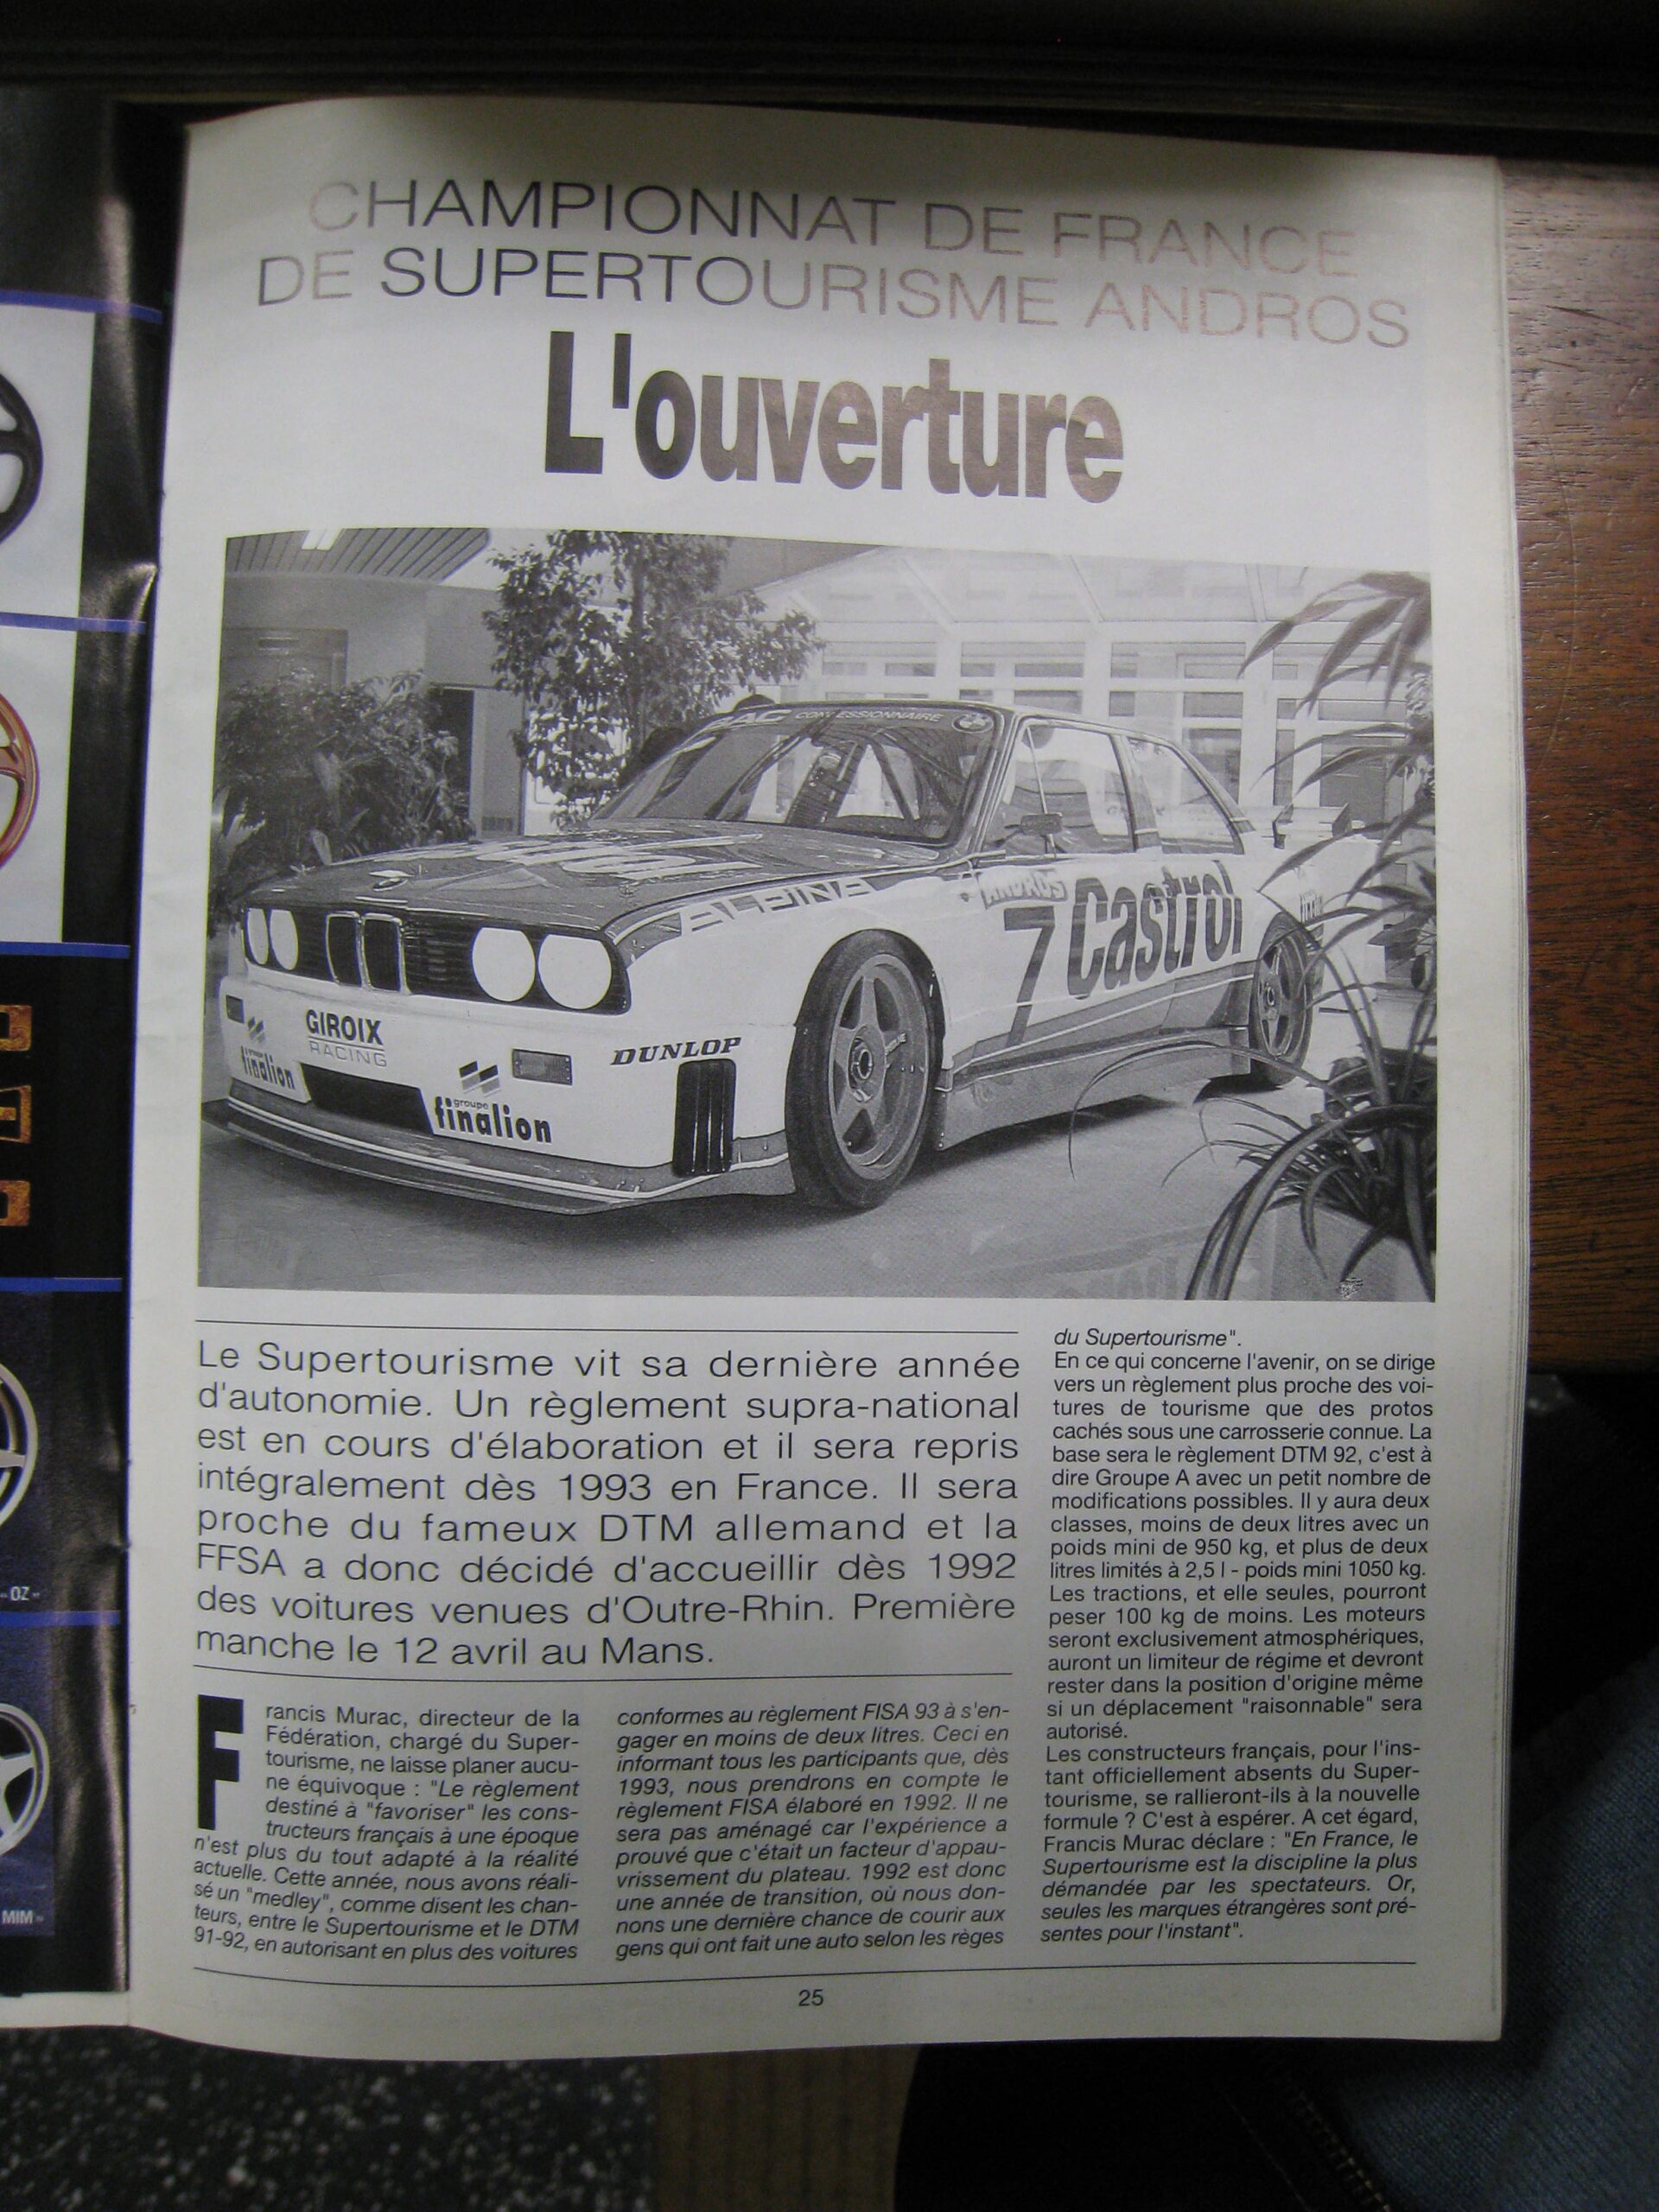 CHAMPIONNAT DE FRANCE
DE SUPERTOURISME ANDROS
L'ouverture
CONCESSIONNAIRE
ALPINA
ANDROS
7 Castrol
GIROIX
RACING
DUNLOP
groupe
finalion
groupe
finalion
Le Supertourisme vit sa dernière année
d'autonomie. Un règlement supra-national
est en cours d'élaboration et il sera repris
intégralement dès 1993 en France. Il sera
proche du fameux DTM allemand et la
FFSA a donc décidé d'accueillir dès 1992
des voitures venues d'Outre-Rhin. Première
manche le 12 avril au Mans.
Francis Murac, directeur de la
Fédération, chargé du Super-
tourisme, ne laisse planer aucu-
ne équivoque : "Le règlement
destiné à "favoriser" les cons-
tructeurs français à une époque
n'est plus du tout adapté à la réalité
actuelle. Cette année, nous avons réali-
sé un "medley", comme disent les chan-
teurs, entre le Supertourisme et le DTM
91-92, en autorisant en plus des voitures
conformes au règlement FISA 93 à s'en-
gager en moins de deux litres. Ceci en
informant tous les participants que, dès
1993, nous prendrons en compte le
règlement FISA élaboré en 1992. Il ne
sera pas aménagé car l'expérience a
prouvé que c'était un facteur d'appau-
vrissement du plateau. 1992 est donc
une année de transition, où nous don-
nons une dernière chance de courir aux
gens qui ont fait une auto selon les règes
du Supertourisme".
En ce qui concerne l'avenir, on se dirige
vers un règlement plus proche des voi-
tures de tourisme que des protos
cachés sous une carrosserie connue. La
base sera le règlement DTM 92, c'est à
dire Groupe A avec un petit nombre de
modifications possibles. Il y aura deux
classes, moins de deux litres avec un
poids mini de 950 kg, et plus de deux
litres limités à 2,5 l - poids mini 1050 kg.
Les tractions, et elle seules, pourront
peser 100 kg de moins. Les moteurs
seront exclusivement atmosphériques,
auront un limiteur de régime et devront
rester dans la position d'origine même
si un déplacement "raisonnable" sera
autorisé.
Les constructeurs français, pour l'ins-
tant officiellement absents du Super-
tourisme, se rallieront-ils à la nouvelle
formule ? C'est à espérer. A cet égard,
Francis Murac déclare : "En France, le
Supertourisme est la discipline la plus
démandée par les spectateurs. Or,
seules les marques étrangères sont pré-
sentes pour l'instant".
25
"OZ"
MIM"